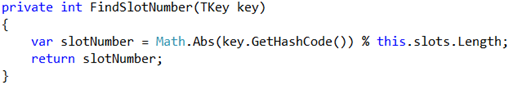 private int FindSlotNumber(TKey key)
{
    var slotNumber = Math.Abs(key.GetHashCode()) % this.slots.Length;
    return slotNumber;
}